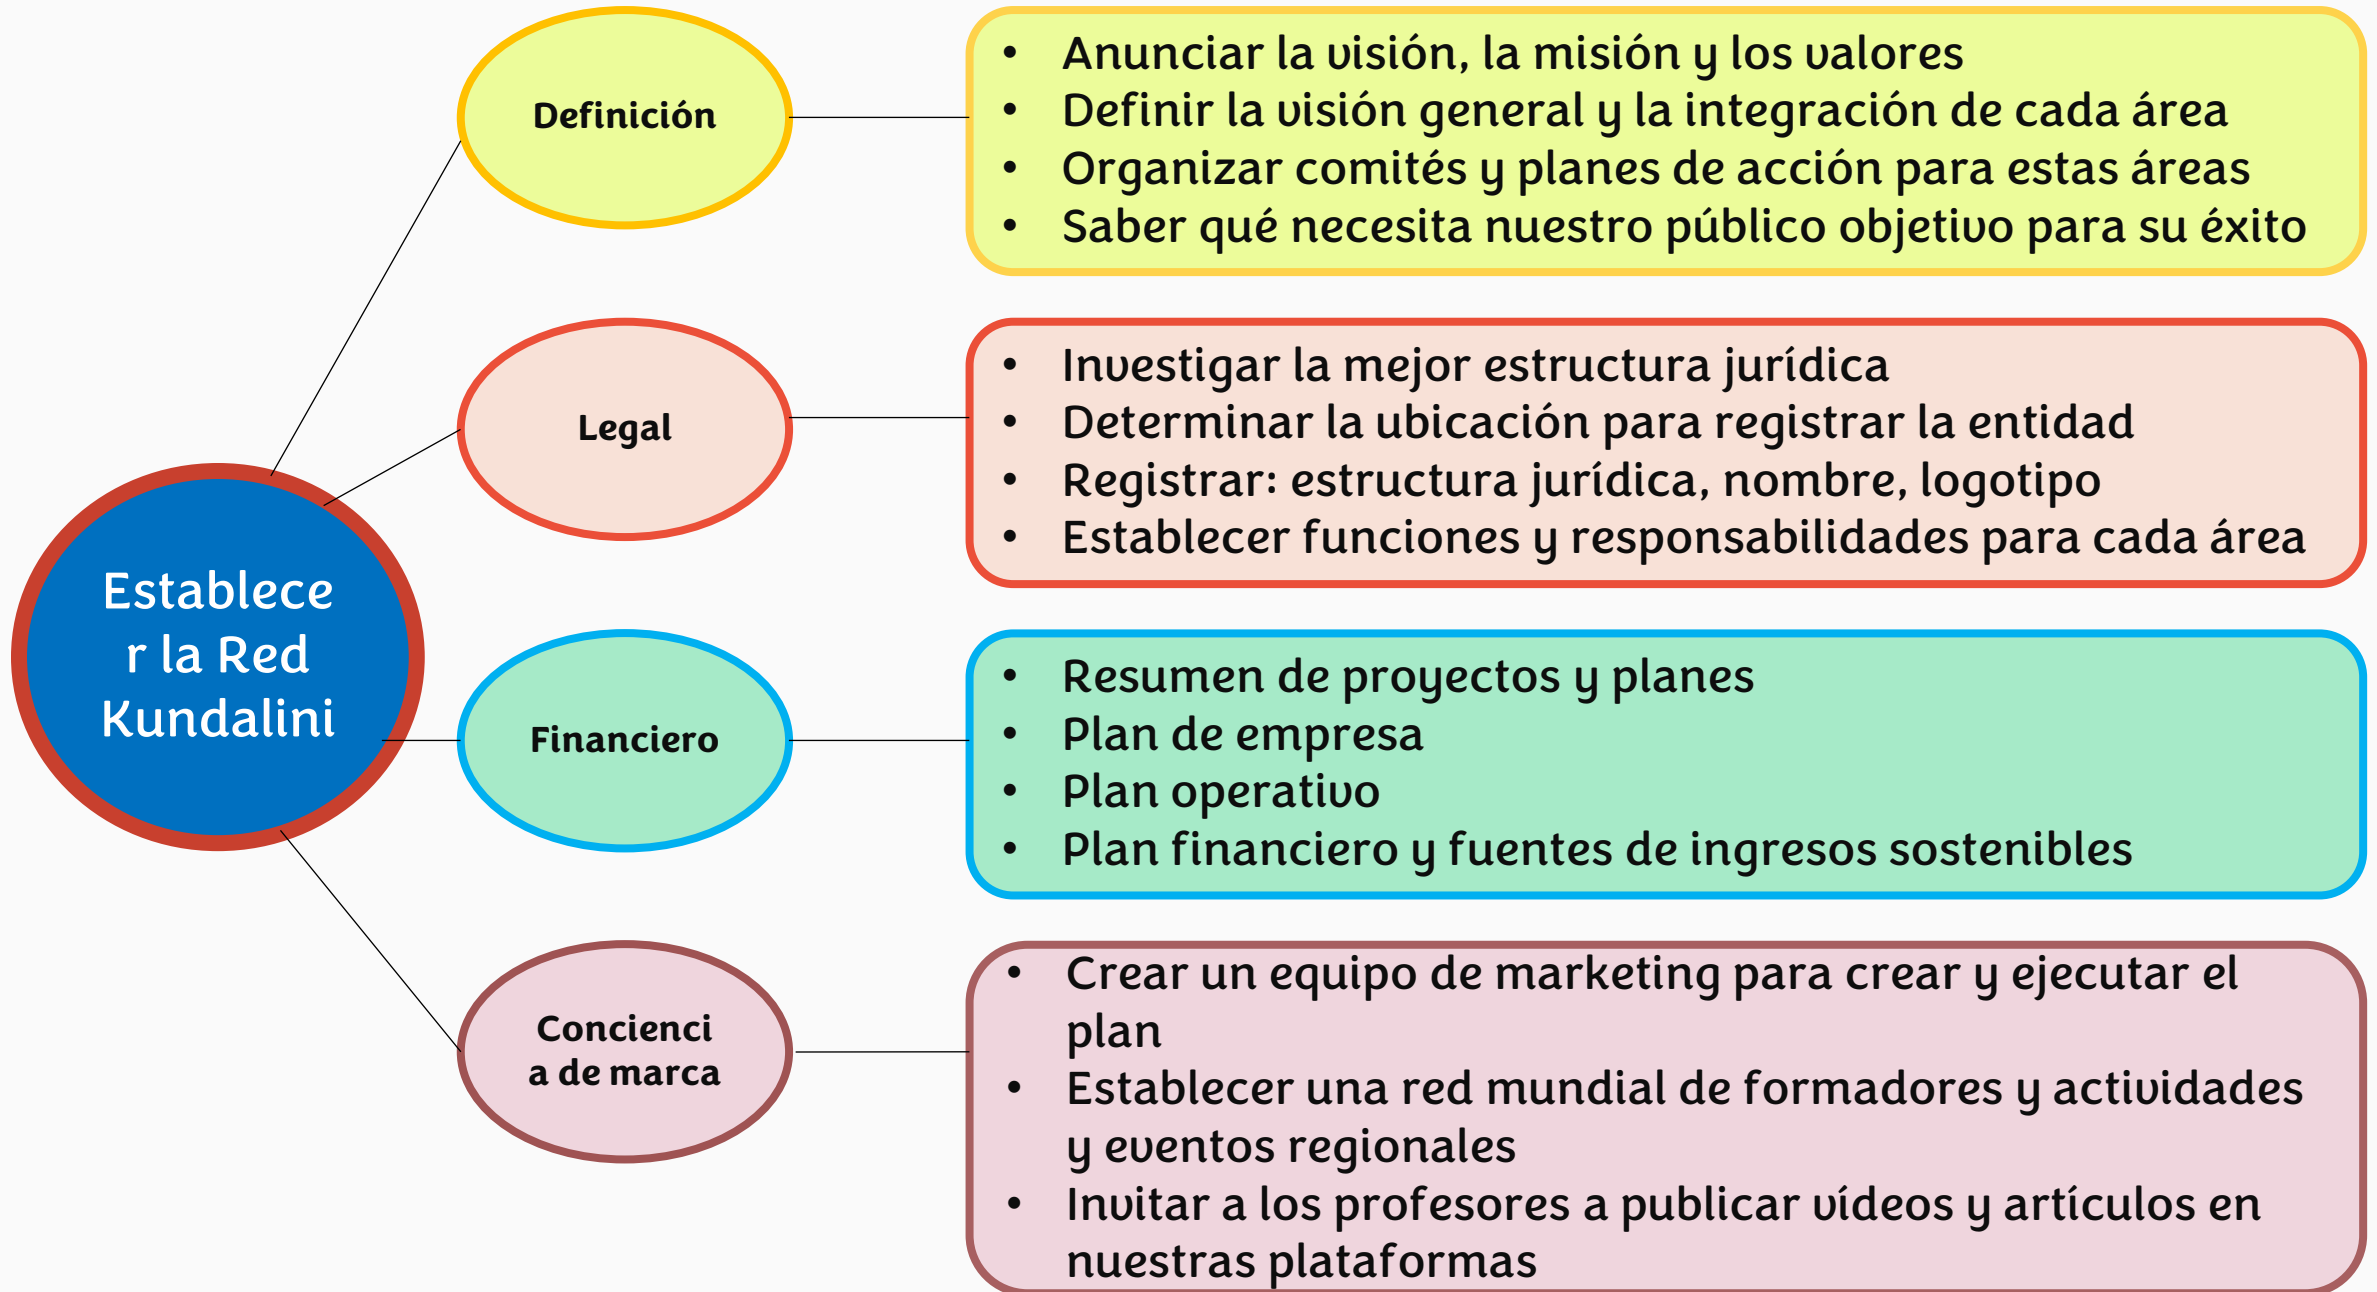 Definición
• Anunciar la visión, la misión y los valores
• Definir la visión general y la integración de cada área
• Organizar comités y planes de acción para estas áreas
• Saber qué necesita nuestro público objetivo para su éxito
Legal
• Investigar la mejor estructura jurídica
• Determinar la ubicación para registrar la entidad
• Registrar: estructura jurídica, nombre, logotipo
• Establecer funciones y responsabilidades para cada área
Establece
r la Red
Kundalini
Financiero
• Resumen de proyectos y planes
• Plan de empresa
• Plan operativo
• Plan financiero y fuentes de ingresos sostenibles
Concienci
a de marca
• Crear un equipo de marketing para crear y ejecutar el
plan
• Establecer una red mundial de formadores y actividades
y eventos regionales
• Invitar a los profesores a publicar vídeos y artículos en
nuestras plataformas